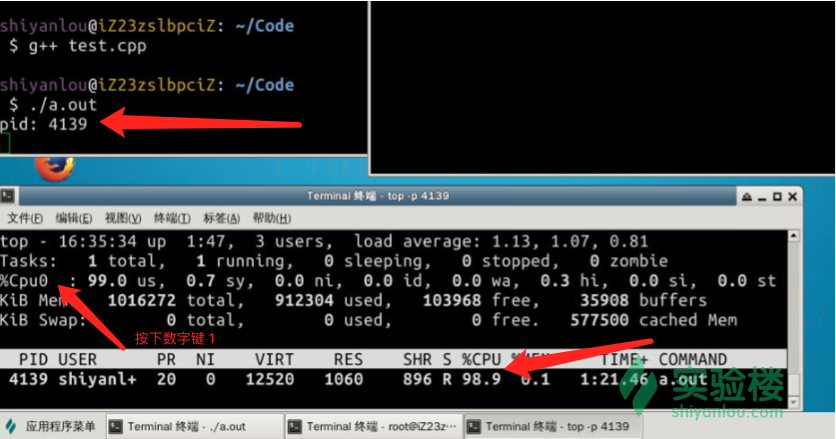 shiyanlou@iZ23zslbpciZ: ~/Code
$ g++ test.cpp
shiyanlou@iZ23zslbpciZ: ~/Code
$ ./a.out
pid: 4139
Terminal 终端 - top -p 4139
文件(F) 编辑(E) 视图(V) 终端(T) 标签(A) 帮助(H)
top - 16:35:34 up 1:47, 3 users, load average: 1.13, 1.07, 0.81
Tasks: 1 total, 1 running, 0 sleeping, 0 stopped, 0 zombie
%Cpu0 : 99.0 us, 0.7 sy, 0.0 ni, 0.0 id, 0.0 wa, 0.3 hi, 0.0 si, 0.0 st
KiB Mem 1016272 total, 912304 used, 103968 free, 35908 buffers
KiB Swap: 0 total, 0 used, 0 free. 577500 cached Mem
按下数字键 1
PID USER PR NI VIRT RES SHR S %CPU TIME+ COMMAND
4139 shiyanl+ 20 0 12520 1060 896 R 98.9 0.1 1:21.46 a.out
实验楼
shiyanlou.com
应用程序菜单 Terminal 终端 - ./a.out Terminal 终端 - root@iZ23z··· Terminal 终端 - top -p 4139